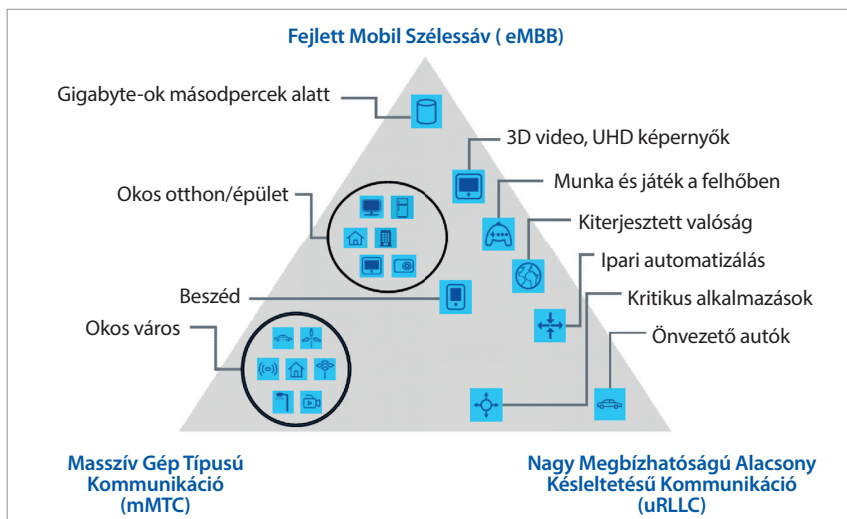 Fejlett Mobil Szélessáv ( eMBB)
Gigabyte-ok másodpercek alatt
3D video, UHD képernyők
Okos otthon/épület
Munka és játék a felhőben
Kiterjesztett valóság
Ipari automatizálás
Beszéd
Kritikus alkalmazások
Okos város
Önvezető autók
Masszív Gép Típusú
Kommunikáció
(mMTC)
Nagy Megbízhatóságú Alacsony
Késleltetésű Kommunikáció
(uRLLC)